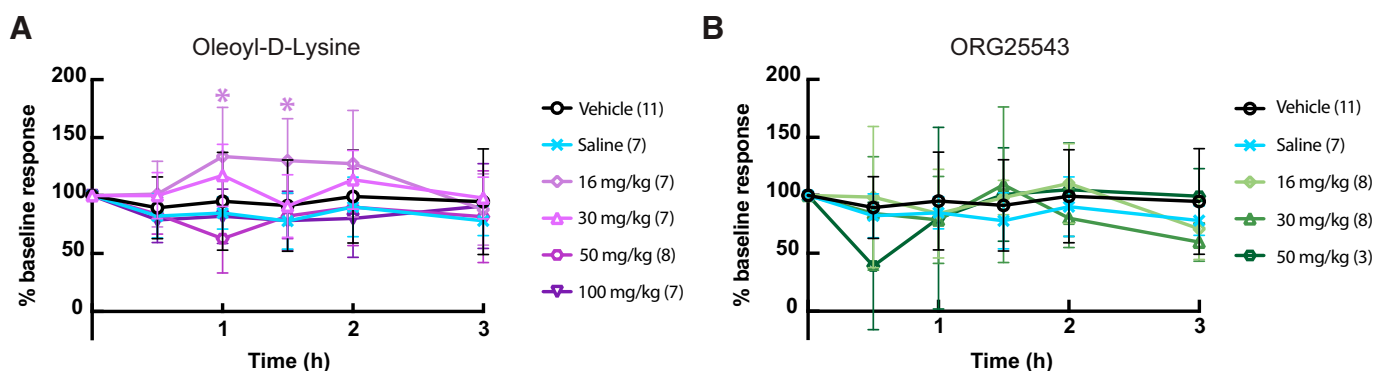 A
Oleoyl-D-Lysine
% baseline response
200
150
100
50
0
*
*
1
2
3
Time (h)
Vehicle (11)
Saline (7)
16 mg/kg (7)
30 mg/kg (7)
50 mg/kg (8)
100 mg/kg (7)
B
ORG25543
% baseline response
200
150
100
50
0
1
2
3
Time (h)
Vehicle (11)
Saline (7)
16 mg/kg (8)
30 mg/kg (8)
50 mg/kg (3)